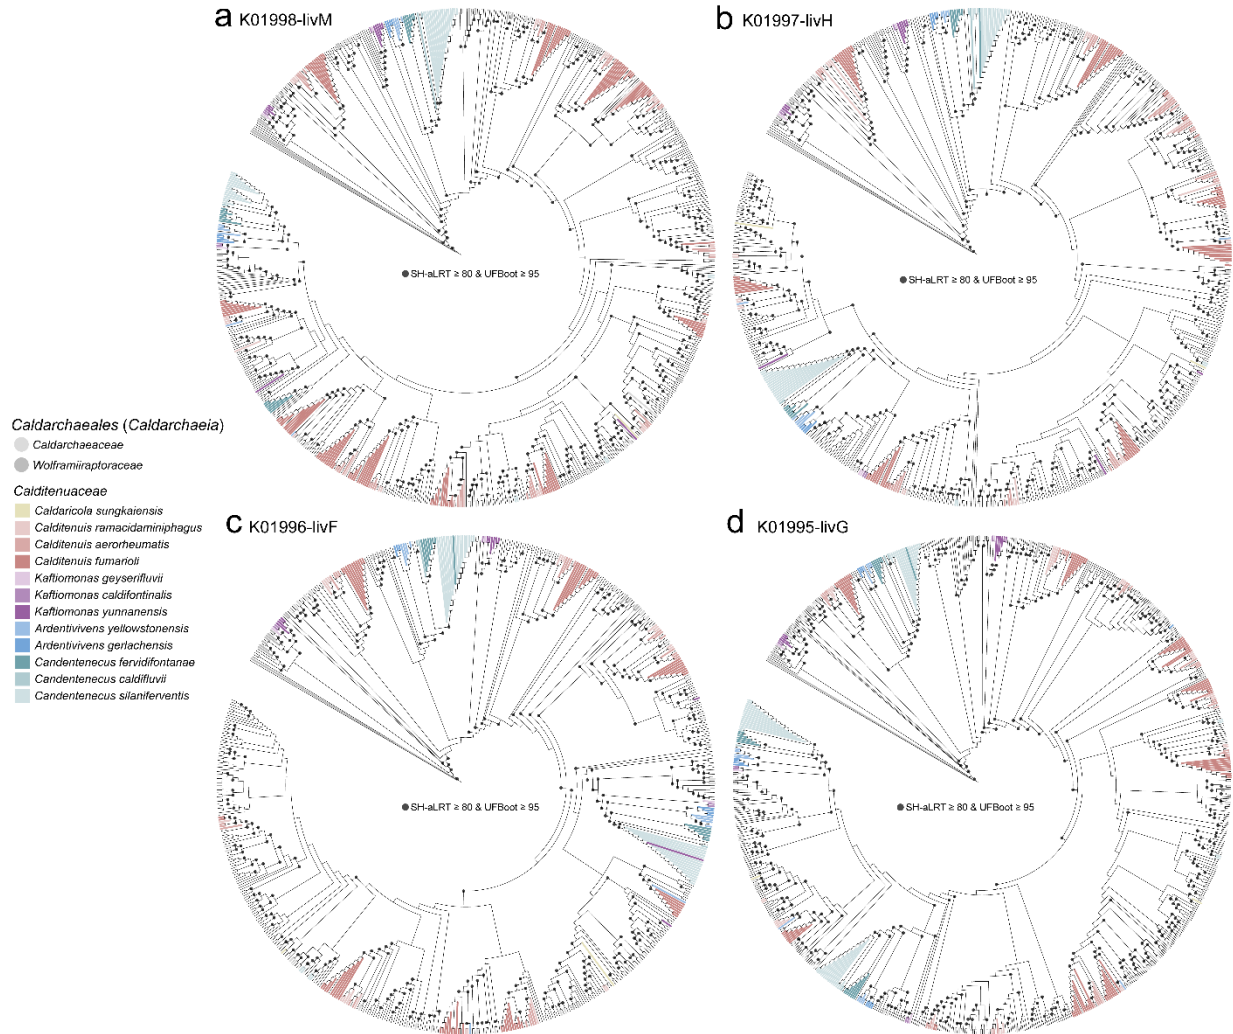 a K01998-livM
b K01997-livH
SH-aLRT ≥ 80 & UFBoot ≥ 95
SH-aLRT ≥ 80 & UFBoot ≥ 95
Caldarchaeales (Caldarchaeia)
Caldarchaeaceae
Wolframiiraptoraceae
Calditenuaceae
Caldaricola sungkaiensis
Calditenuis ramacidaminiphagus
Calditenuis aerorheumatis
Calditenuis fumarioli
Kaftiomonas geyserifluvii
Kaftiomonas caldifontinalis
Kaftiomonas yunnanensis
Ardentivivens yellowstonensis
Ardentivivens gerlachensis
Candentenecus fervidifontanae
Candentenecus caldifluvii
Candentenecus silaniferventis
c K01996-livF
d K01995-livG
SH-aLRT ≥ 80 & UFBoot ≥ 95
SH-aLRT ≥ 80 & UFBoot ≥ 95